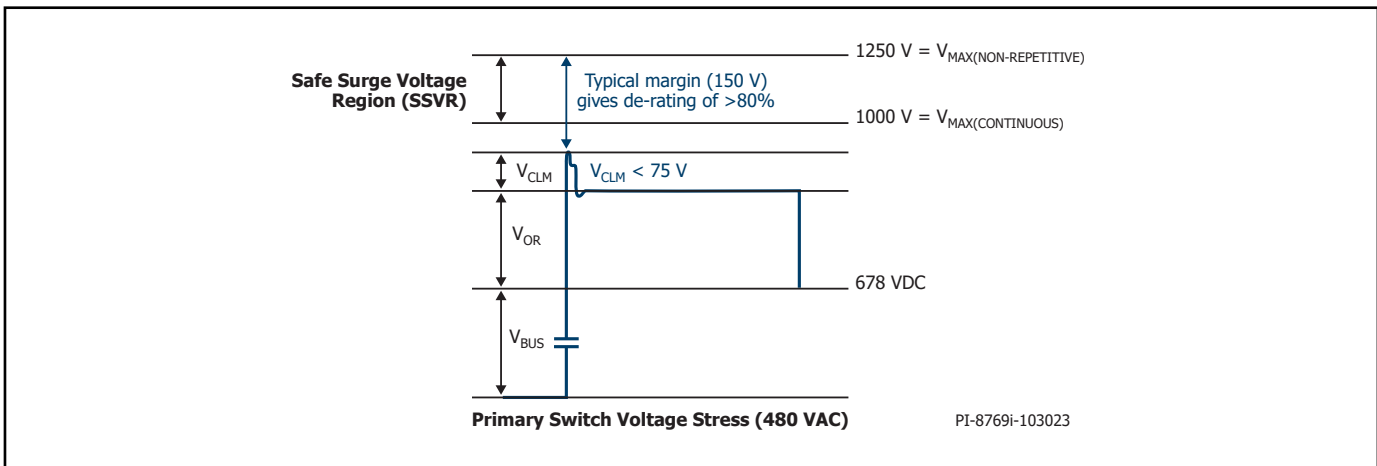 1250 V = VMAX(NON-REPETITIVE)
Safe Surge Voltage
Region (SSVR)
Typical margin (150 V)
gives de-rating of >80%
1000 V = VMAX(CONTINUOUS)
VCLM
VCLM < 75 V
VOR
678 VDC
VBUS
Primary Switch Voltage Stress (480 VAC)
PI-8769i-103023